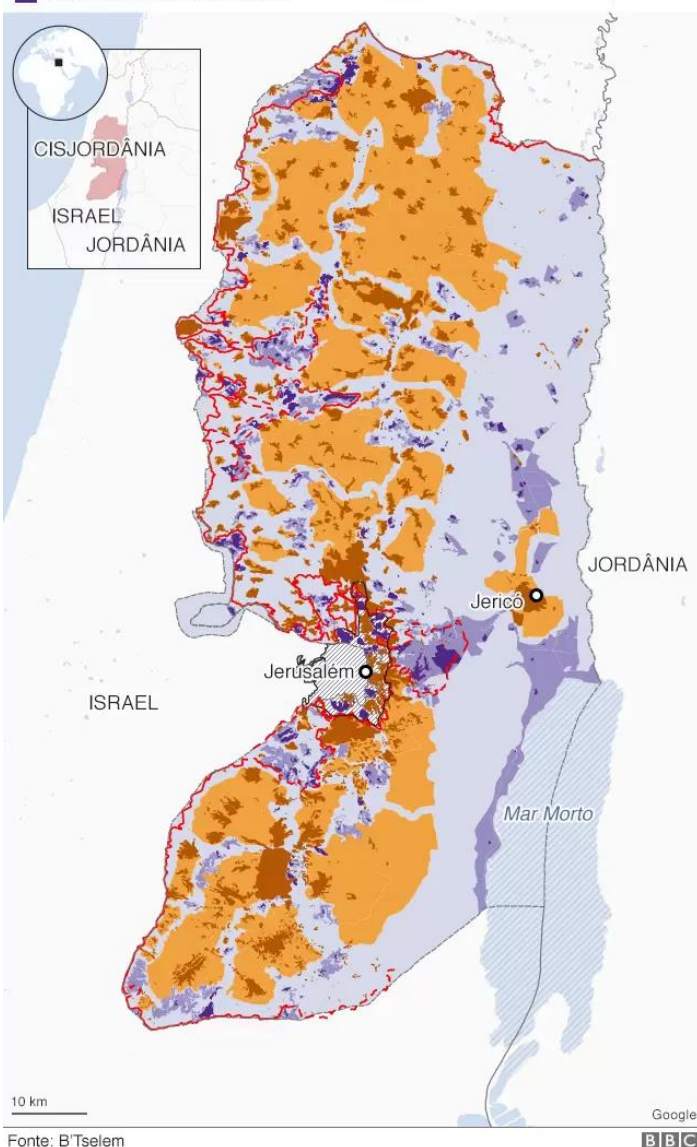 CISJORDÂNIA
ISRAEL
JORDÂNIA
JORDÂNIA
Jericó
Jerusalém
ISRAEL
Mar Morto
10 km
Google
Fonte: B'Tselem
BBC